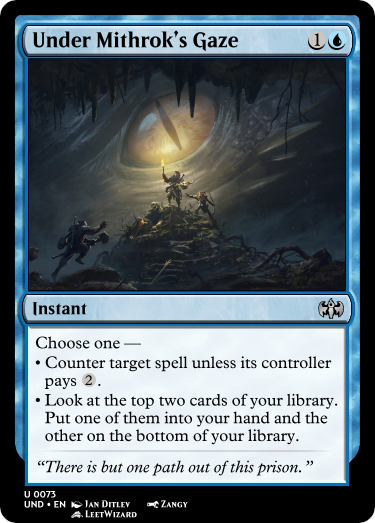 Under Mithrok's Gaze 1
Instant
Choose one —
• Counter target spell unless its controller
pays 2.
• Look at the top two cards of your library.
Put one of them into your hand and the
other on the bottom of your library.
“There is but one path out of this prison.”
U 0073
UND • EN Jan Ditlev Zangy
LeetWizard